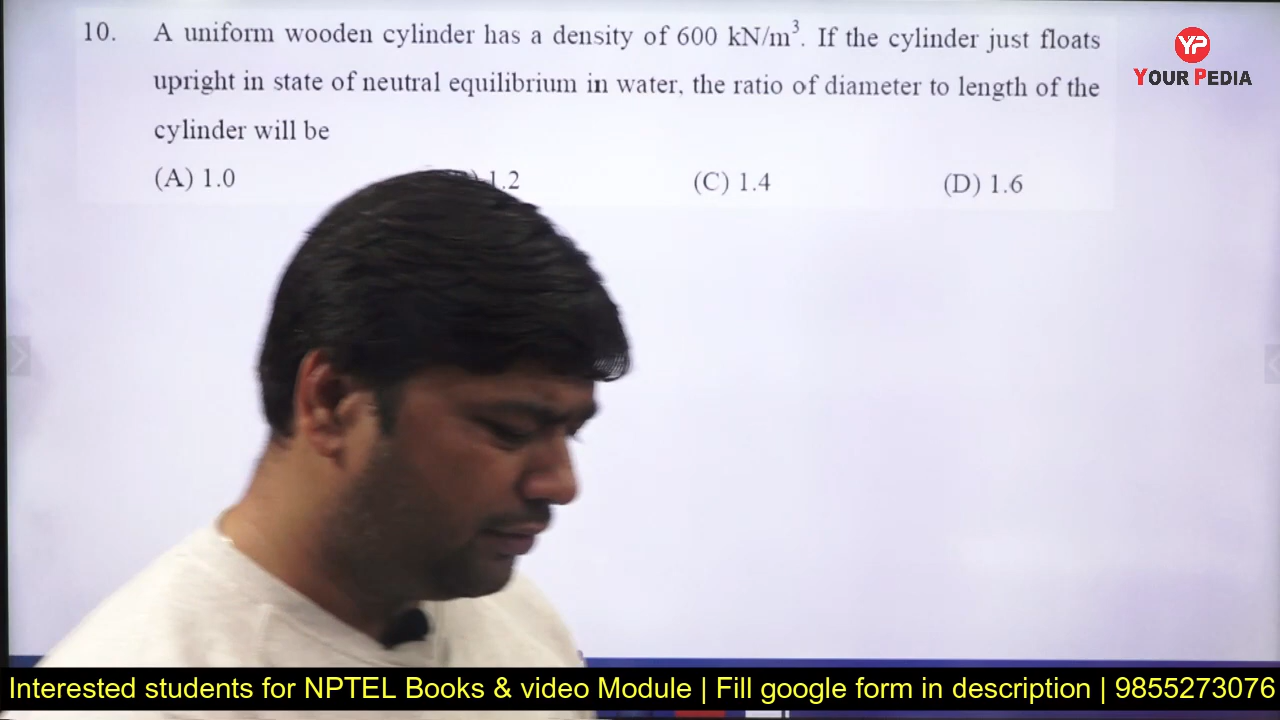 10. A uniform wooden cylinder has a density of 600 kN/m³. If the cylinder just floats
upright in state of neutral equilibrium in water, the ratio of diameter to length of the
cylinder will be
(A) 1.0 ) 1.2 (C) 1.4 (D) 1.6
YP
YOUR PEDIA
Interested students for NPTEL Books & video Module | Fill google form in description | 9855273076